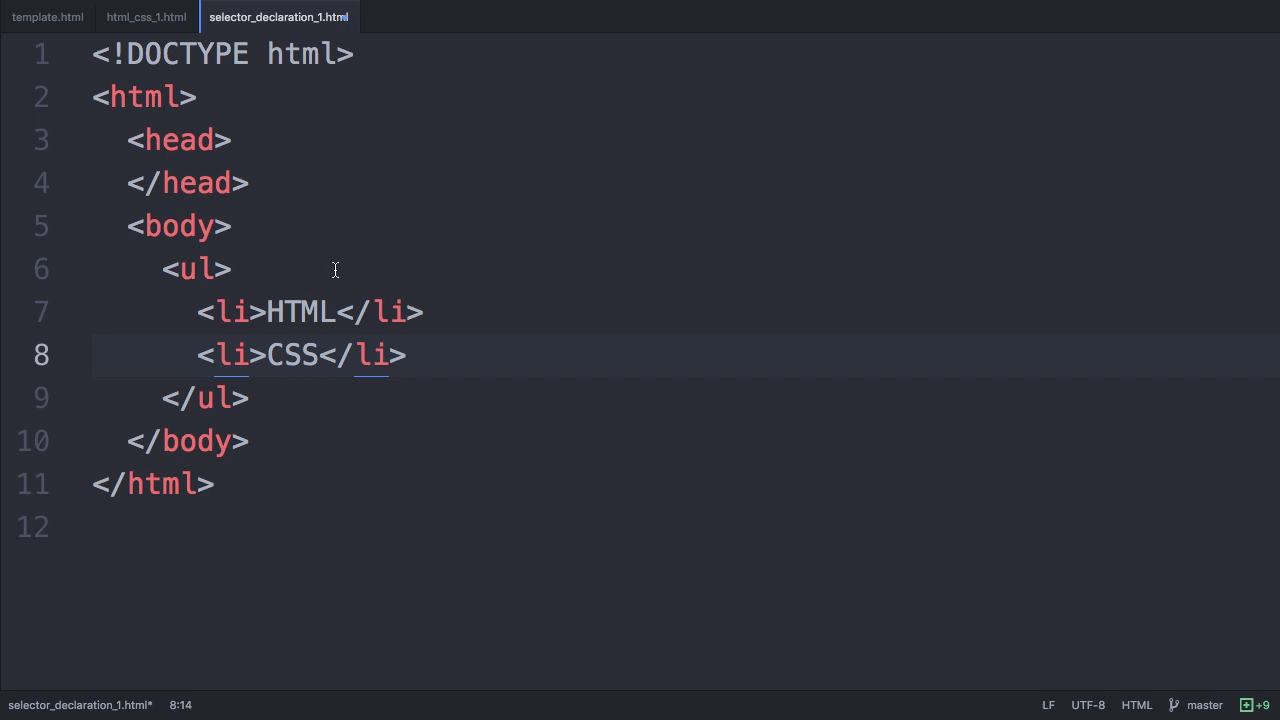 template.html html_css_1.html selector_declaration_1.html
1 <!DOCTYPE html>
2 <html>
3 <head>
4 </head>
5 <body>
6 <ul>
7 <li>HTML</li>
8 <li>CSS</li>
9 </ul>
10 </body>
11 </html>
12
selector_declaration_1.html* 8:14 LF UTF-8 HTML master +9